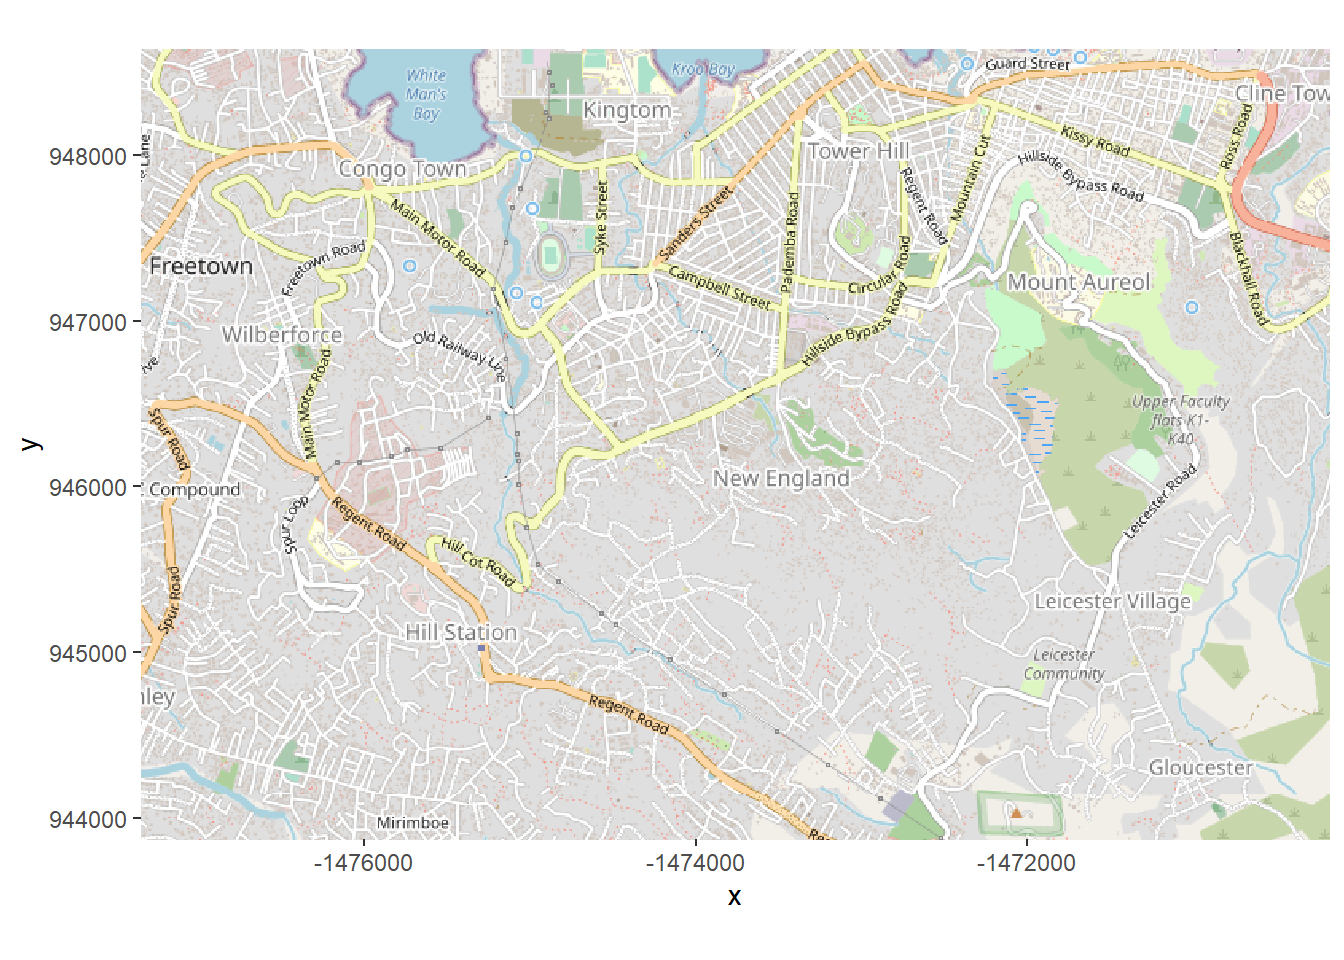 Guard Street
White
Man's
Bay
Kroo Bay
Kingtom
Cline Tow
Kissy Road
Ross Road
948000
Lane
Congo Town
Tower Hill
Hillside Bypass Road
Mountain Cut
Regent Road
Syke Street
Sanders Street
Pademba Road
Main Motor Road
Freetown
Freetown Road
Circular Road
Campbell Street
Mount Aureol
Blackhall Road
947000
Wilberforce
Old Railway Line
Hillside Bypass Road
Main Motor Road
Upper Faculty
flats K1-
K40
Spur Road
946000
Compound
New England
Leicester Road
Spur Loop
Regent Road
Hill Cot Road
Spur Road
Leicester Village
Hill Station
945000
Leicester
Community
nley
Regent Road
Gloucester
944000
Mirimboe
-1476000
-1474000
-1472000
x
y